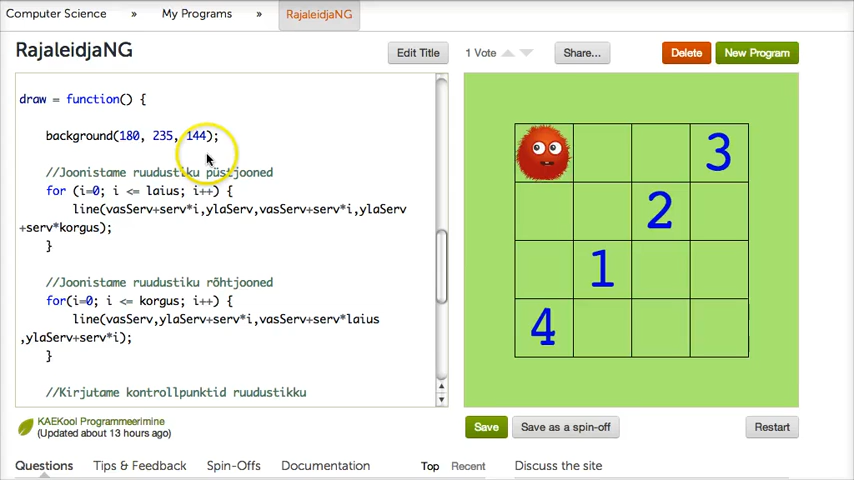 Computer Science » My Programs » RajaleidjaNG
RajaleidjaNG
Edit Title
1 Vote
Share...
Delete
New Program
draw = function() {
background(180, 235, 144);
//Joonistame ruudustiku püstjooned
for (i=0; i <= laius; i++) {
line(vasServ+serv*i,ylaServ,vasServ+serv*i,ylaServ
+serv*korgus);
}
//Joonistame ruudustiku rõhtjooned
for(i=0; i <= korgus; i++) {
line(vasServ,ylaServ+serv*i,vasServ+serv*laius
,ylaServ+serv*i);
}
//Kirjutame kontrollpunktid ruudustikku
3
2
1
4
KAEKool Programmeerimine
(Updated about 13 hours ago)
Save
Save as a spin-off
Restart
Questions Tips & Feedback Spin-Offs Documentation Top Recent
Discuss the site